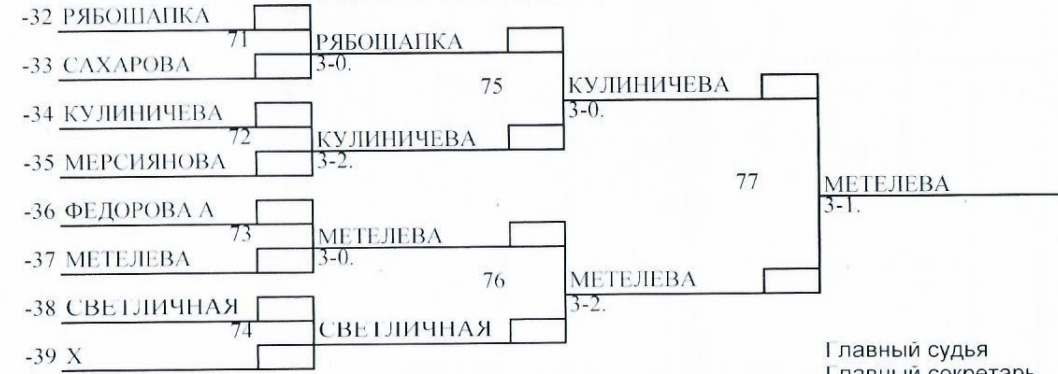 -32 РЯБОШАПКА
71
РЯБОШАПКА
-33 САХАРОВА
3-0.
75
КУЛИНИЧЕВА
-34 КУЛИНИЧЕВА
3-0.
72
КУЛИНИЧЕВА
-35 МЕРСИЯНОВА
3-2.
77
МЕТЕЛЕВА
-36 ФЕДОРОВА А
3-1.
73
МЕТЕЛЕВА
-37 МЕТЕЛЕВА
3-0.
76
МЕТЕЛЕВА
-38 СВЕТЛИЧНАЯ
3-2.
74
СВЕТЛИЧНАЯ
-39 Х
Главный судья
Главный секретарь